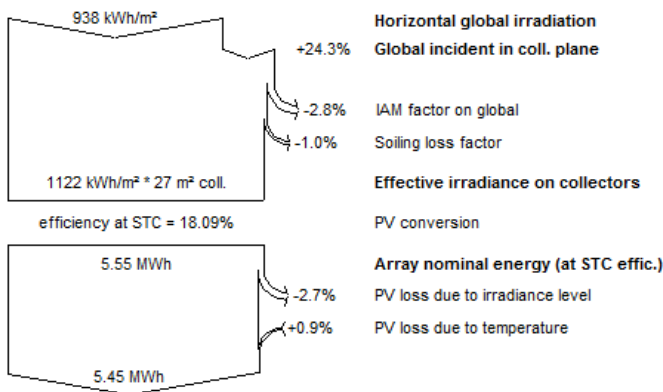 938 kWh/m² Horizontal global irradiation
+24.3% Global incident in coll. plane
-2.8% IAM factor on global
-1.0% Soiling loss factor
1122 kWh/m² * 27 m² coll. Effective irradiance on collectors
efficiency at STC = 18.09% PV conversion
5.55 MWh Array nominal energy (at STC effic.)
-2.7% PV loss due to irradiance level
+0.9% PV loss due to temperature
5.45 MWh